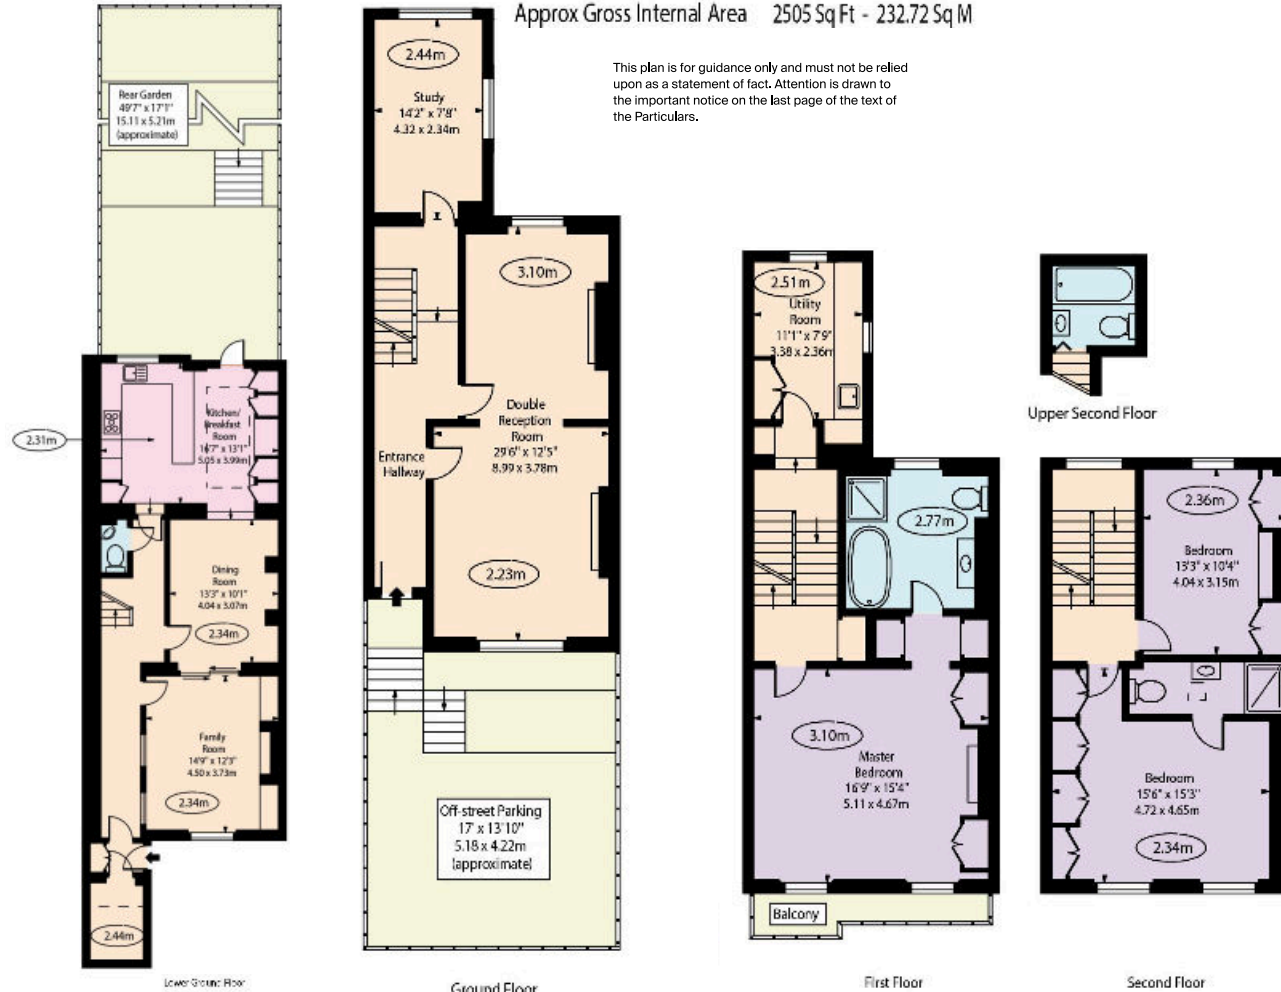 Approx Gross Internal Area 2505 Sq Ft - 232.72 Sq M
This plan is for guidance only and must not be relied
upon as a statement of fact. Attention is drawn to
the important notice on the last page of the text of
the Particulars.
Rear Garden
49'7" x 17'1"
15.11 x 5.21m
(approximate)
2.31m
Kitchen/
Breakfast
Room
16'7" x 13'1"
5.05 x 3.99m
Dining
Room
13'3" x 10'1"
4.04 x 3.07m
2.34m
Family
Room
14'9" x 12'3"
4.50 x 3.73m
2.34m
2.44m
Lower Ground Floor
2.44m
Study
14'2" x 7'8"
4.32 x 2.34m
3.10m
Double
Reception
Room
29'6" x 12'5"
8.99 x 3.78m
Entrance
Hallway
2.23m
Off-street Parking
17' x 13'10"
5.18 x 4.22m
(approximate)
Ground Floor
2.51m
Utility
Room
11'1" x 7'9"
3.38 x 2.36m
2.77m
3.10m
Master
Bedroom
16'9" x 15'4"
5.11 x 4.67m
Balcony
First Floor
Upper Second Floor
2.36m
Bedroom
13'3" x 10'4"
4.04 x 3.15m
Bedroom
15'6" x 15'3"
4.72 x 4.65m
2.34m
Second Floor